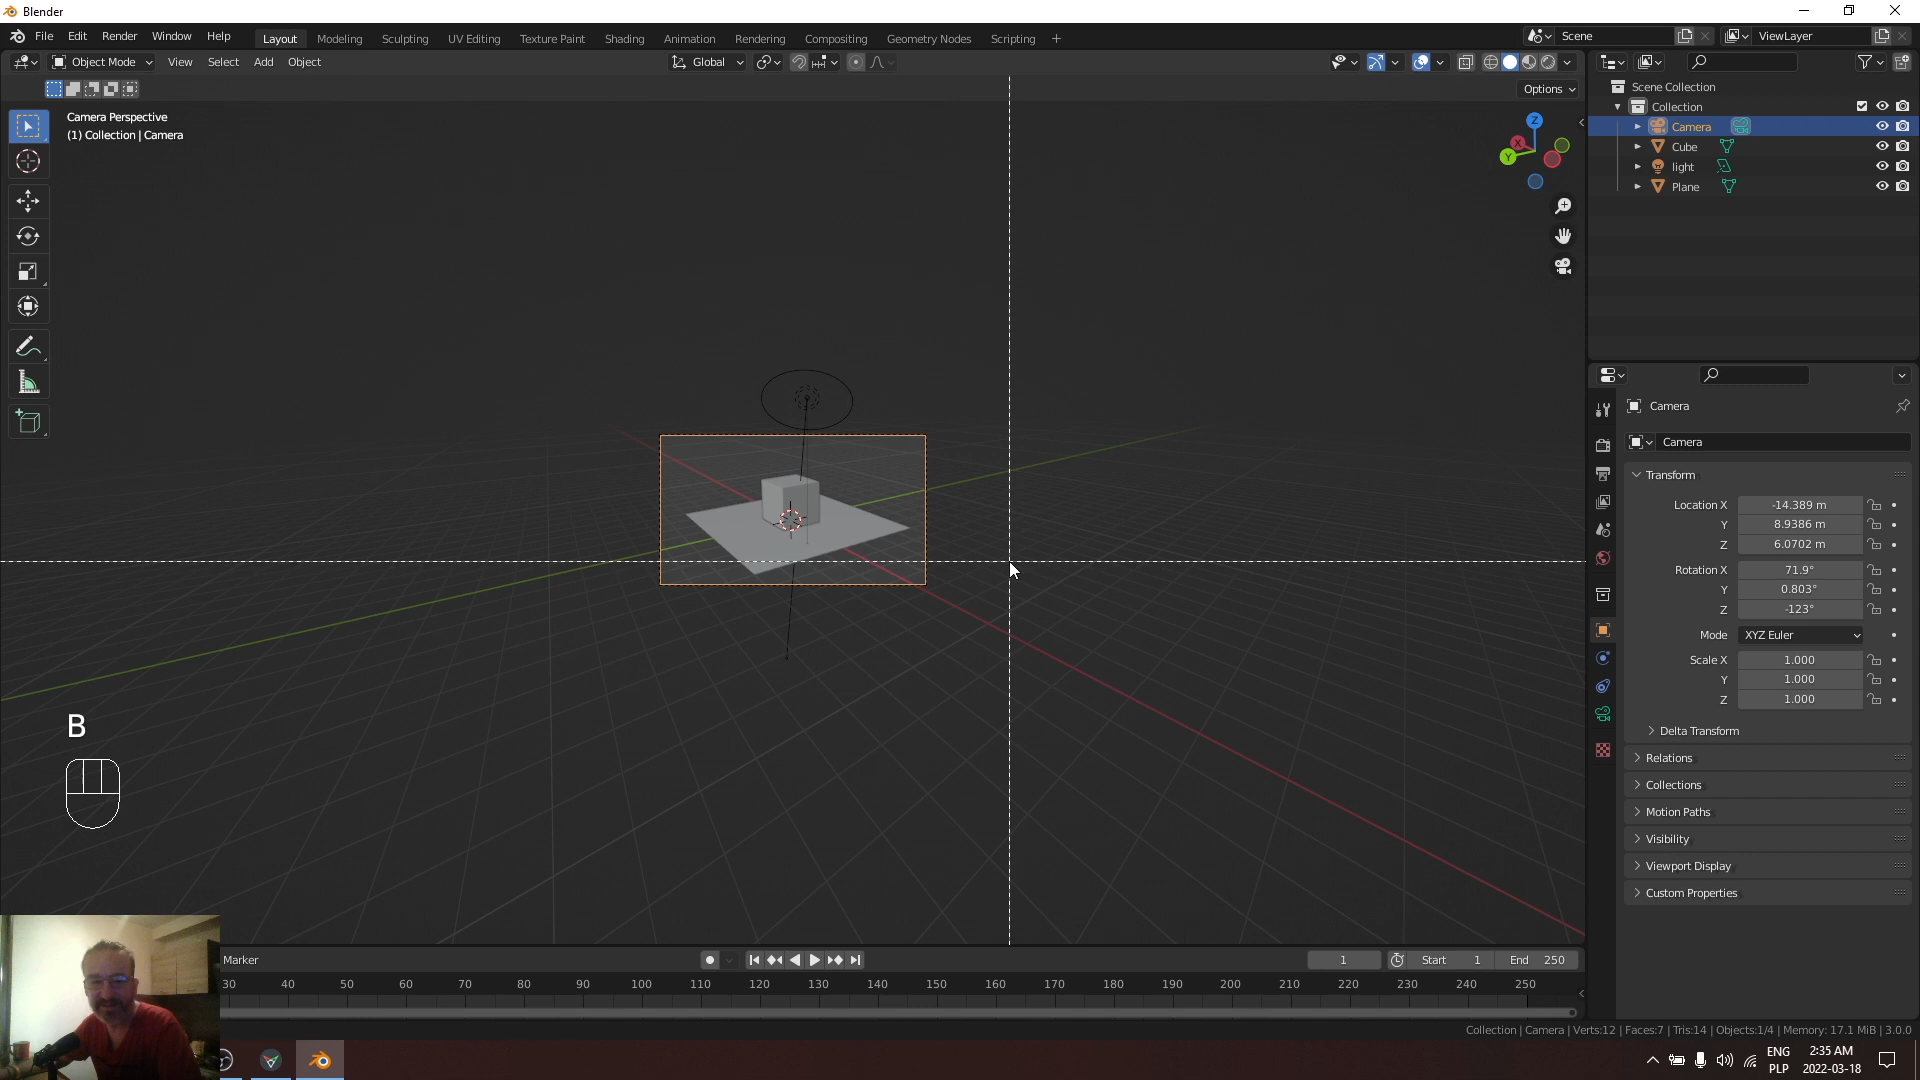 Blender
File Edit Render Window Help
Layout Modeling Sculpting UV Editing Texture Paint Shading Animation Rendering Compositing Geometry Nodes Scripting +
Scene
ViewLayer
Object Mode View Select Add Object
Global
Options
Camera Perspective
(1) Collection | Camera
Z
X
Y
Scene Collection
Collection
Camera
Cube
light
Plane
Camera
Camera
Transform
Location X -14.389 m
Y 8.9386 m
Z 6.0702 m
Rotation X 71.9°
Y 0.803°
Z -123°
Mode XYZ Euler
Scale X 1.000
Y 1.000
Z 1.000
Delta Transform
Relations
Collections
Motion Paths
Visibility
Viewport Display
Custom Properties
B
Marker
1
Start 1
End 250
30 40 50 60 70 80 90 100 110 120 130 140 150 160 170 180 190 200 210 220 230 240 250
Collection | Camera | Verts:12 | Faces:7 | Tris:14 | Objects:1/4 | Memory: 17.1 MiB | 3.0.0
ENG
PLP
2:35 AM
2022-03-18